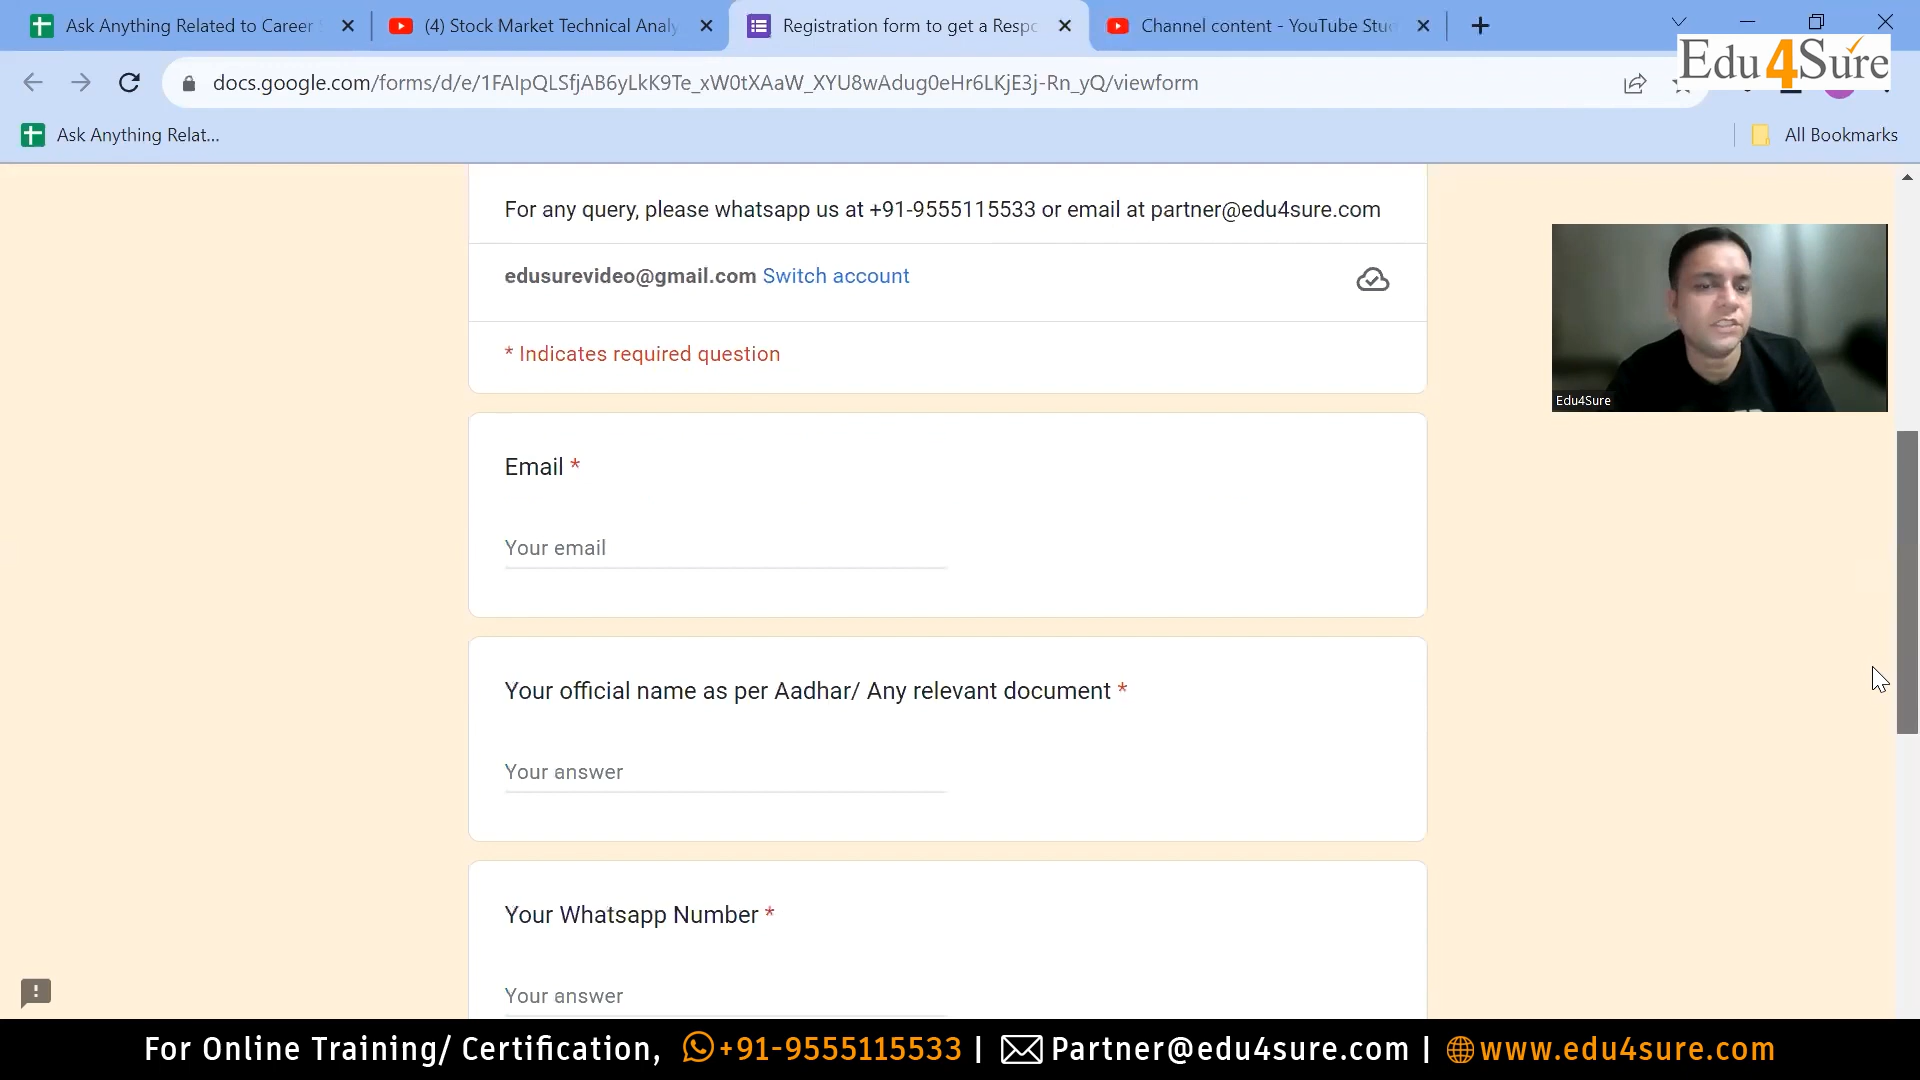 Ask Anything Related to Career
(4) Stock Market Technical Analy
Registration form to get a Respo
Channel content - YouTube Stud
Edu4Sure
docs.google.com/forms/d/e/1FAIpQLSfjAB6yLkK9Te_xW0tXAaW_XYU8wAdug0eHr6LKjE3j-Rn_yQ/viewform
Ask Anything Relat...
All Bookmarks
For any query, please whatsapp us at +91-9555115533 or email at partner@edu4sure.com
edusurevideo@gmail.com Switch account
* Indicates required question
Edu4Sure
Email *
Your email
Your official name as per Aadhar/ Any relevant document *
Your answer
Your Whatsapp Number *
Your answer
For Online Training/ Certification, +91-9555115533 | Partner@edu4sure.com | www.edu4sure.com